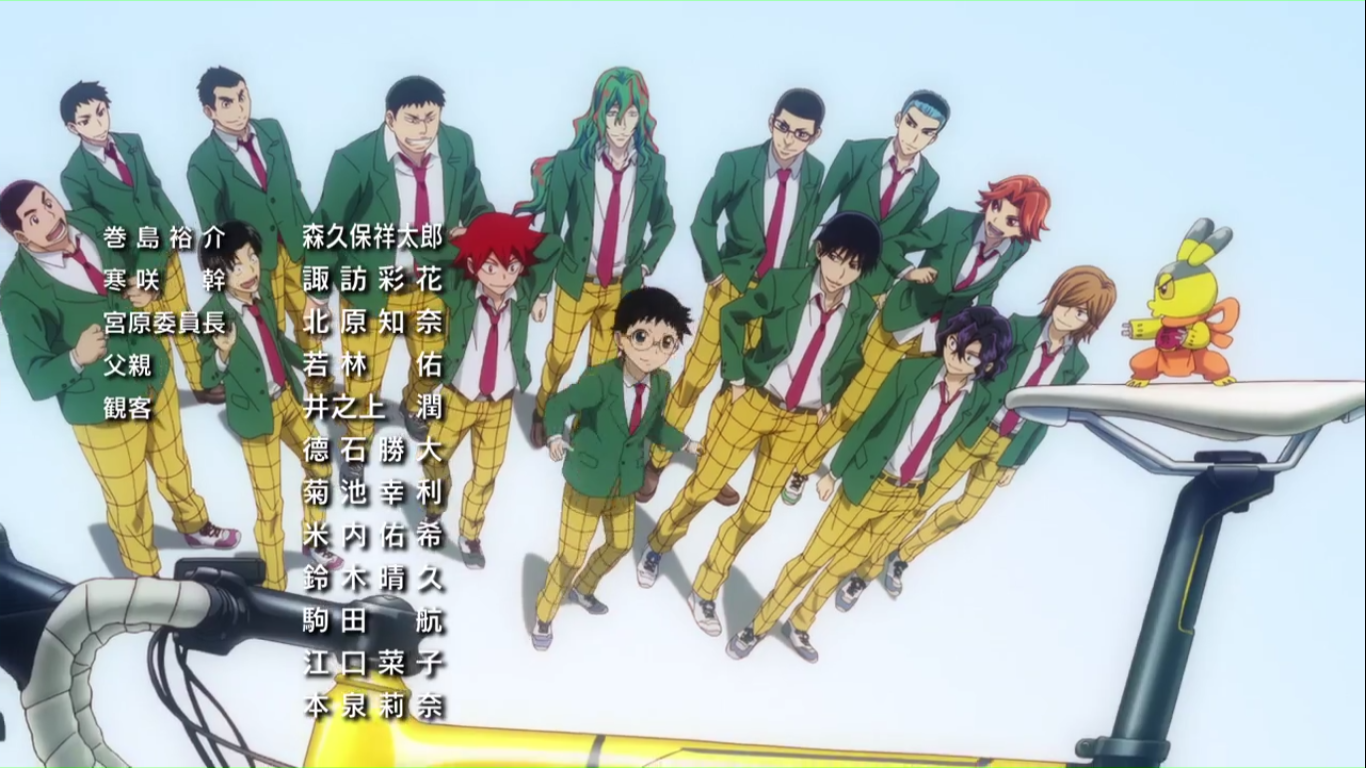 巻島裕介 森久保祥太郎
寒咲 幹 諏訪彩花
宮原委員長 北原知奈
父親 若林 佑
観客 井之上 潤
德石勝大
菊池幸利
米内佑希
鈴木晴久
駒田 航
江口菜子
本泉莉奈